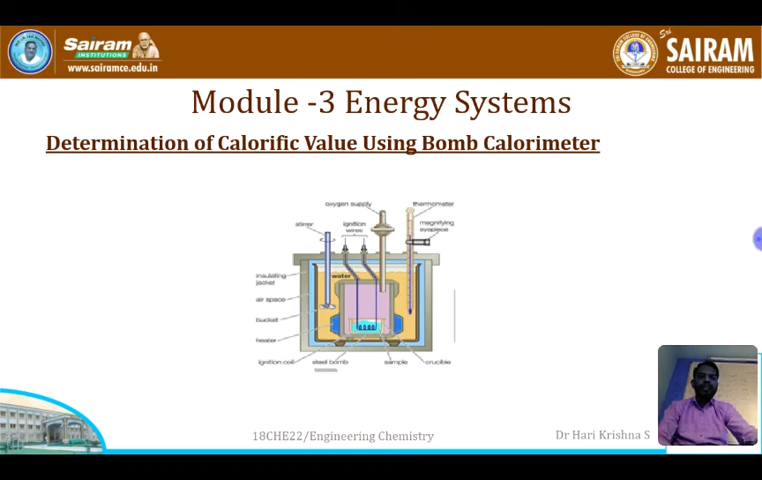 Sairam
INSTITUTIONS
www.sairamce.edu.in
Sri
SAIRAM
COLLEGE OF ENGINEERING
Module -3 Energy Systems
Determination of Calorific Value Using Bomb Calorimeter
oxygen supply
thermometer
stirrer
ignition
wires
magnifying
eyepiece
water
insulating
jacket
air space
bucket
heater
ignition coil
steel bomb
sample
crucible
18CHE22/Engineering Chemistry
Dr Hari Krishna S